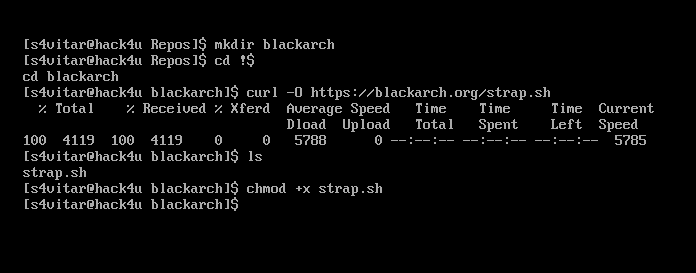 [s4vitar@hack4u Repos]$ mkdir blackarch
[s4vitar@hack4u Repos]$ cd !$
cd blackarch
[s4vitar@hack4u blackarch]$ curl -O https://blackarch.org/strap.sh
  % Total    % Received % Xferd  Average Speed   Time    Time     Time  Current
                                 Dload  Upload   Total   Spent    Left  Speed
100  4119  100  4119    0     0   5788      0 --:--:-- --:--:-- --:--:--  5785
[s4vitar@hack4u blackarch]$ ls
strap.sh
[s4vitar@hack4u blackarch]$ chmod +x strap.sh
[s4vitar@hack4u blackarch]$